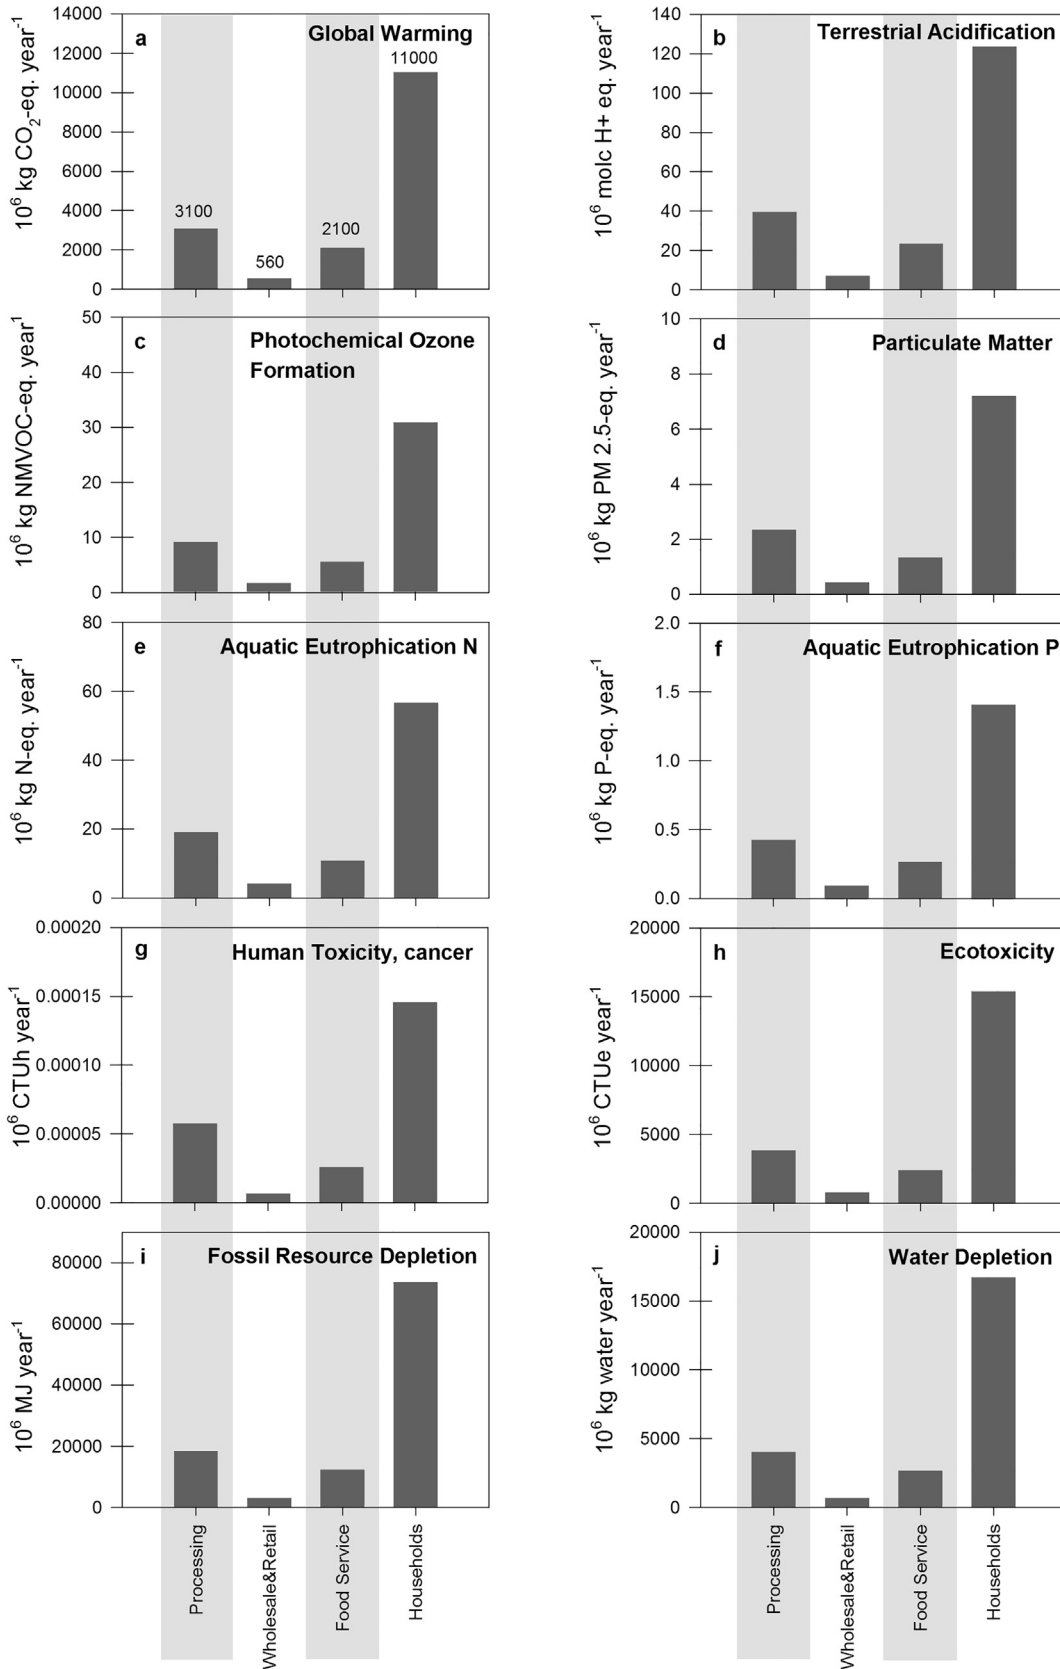 a
Global Warming
10⁶ kg CO₂-eq. year⁻¹
14000
12000
10000
8000
6000
4000
2000
0
3100
560
2100
11000
b
Terrestrial Acidification
10⁶ molc H+ eq. year⁻¹
140
120
100
80
60
40
20
0
c
Photochemical Ozone
Formation
10⁶ kg NMVOC-eq. year¹
50
40
30
20
10
0
d
Particulate Matter
10⁶ kg PM 2.5-eq. year⁻¹
10
8
6
4
2
0
e
Aquatic Eutrophication N
10⁶ kg N-eq. year⁻¹
80
60
40
20
0
f
Aquatic Eutrophication P
10⁶ kg P-eq. year⁻¹
2.0
1.5
1.0
0.5
0.0
g
Human Toxicity, cancer
10⁶ CTUh year⁻¹
0.00020
0.00015
0.00010
0.00005
0.00000
h
Ecotoxicity
10⁶ CTUe year⁻¹
20000
15000
10000
5000
0
i
Fossil Resource Depletion
10⁶ MJ year⁻¹
80000
60000
40000
20000
0
Processing
Wholesale&Retail
Food Service
Households
j
Water Depletion
10⁶ kg water year⁻¹
20000
15000
10000
5000
0
Processing
Wholesale&Retail
Food Service
Households